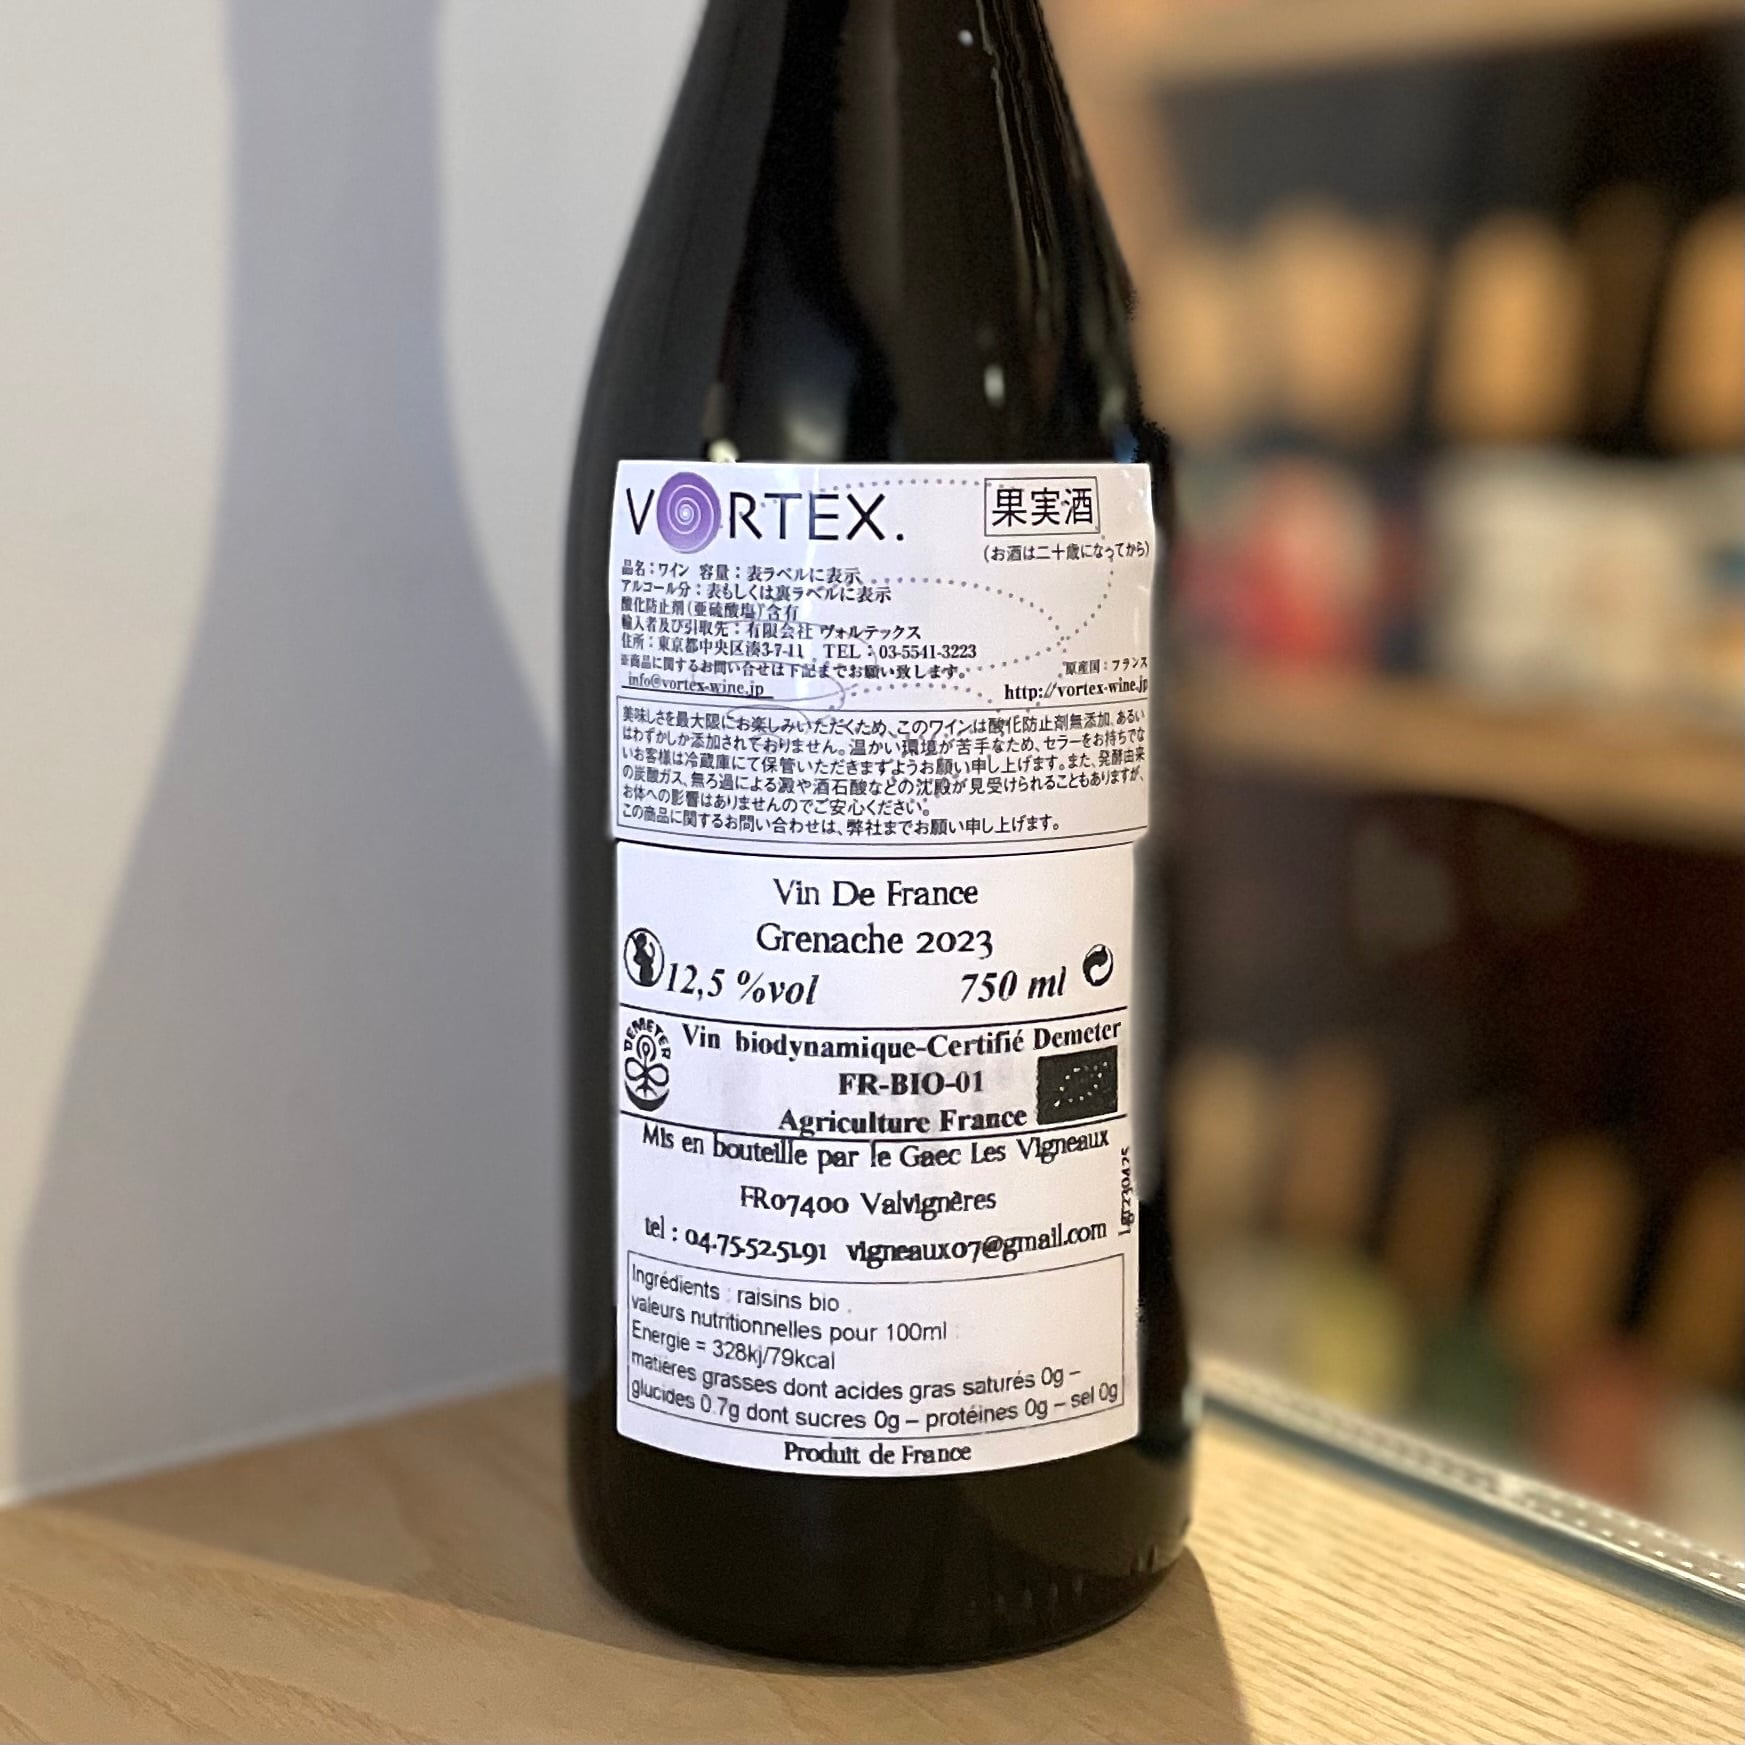 VORTEX.
果実酒
(お酒は二十歳になってから)
品名:ワイン 容量:表ラベルに表示
アルコール分:表もしくは裏ラベルに表示
酸化防止剤(亜硫酸塩)含有
輸入者及び引取先:有限会社 ヴォルテックス
住所:東京都中央区湊3-7-11 TEL:03-5541-3223
※商品に関するお問い合せは下記までお願い致します。
原産国:フランス
info@vortex-wine.jp
http://vortex-wine.jp
美味しさを最大限にお楽しみいただくため、このワインは酸化防止剤無添加、あるい
はわずかしか添加されておりません。温かい環境が苦手なため、セラーをお持ちでな
いお客様は冷蔵庫にて保管いただきますようお願い申し上げます。また、発酵由来
の炭酸ガス、無ろ過による澱や酒石酸などの沈殿が見受けられることもありますが、
お体への影響はありませんのでご安心ください。
この商品に関するお問い合わせは、弊社までお願い申し上げます。
Vin De France
Grenache 2023
12,5 %vol 750 ml
DEMETER
Vin biodynamique-Certifié Demeter
FR-BIO-01
Agriculture France
Mis en bouteille par le Gaec Les Vigneaux
FR07400 Valvignères
tel : 04.75.52.51.91 vigneaux07@gmail.com
Ingrédients : raisins bio .
valeurs nutritionnelles pour 100ml :
Energie = 328kj/79kcal
matières grasses dont acides gras saturés 0g –
glucides 0.7g dont sucres 0g – protéines 0g – sel 0g
Produit de France